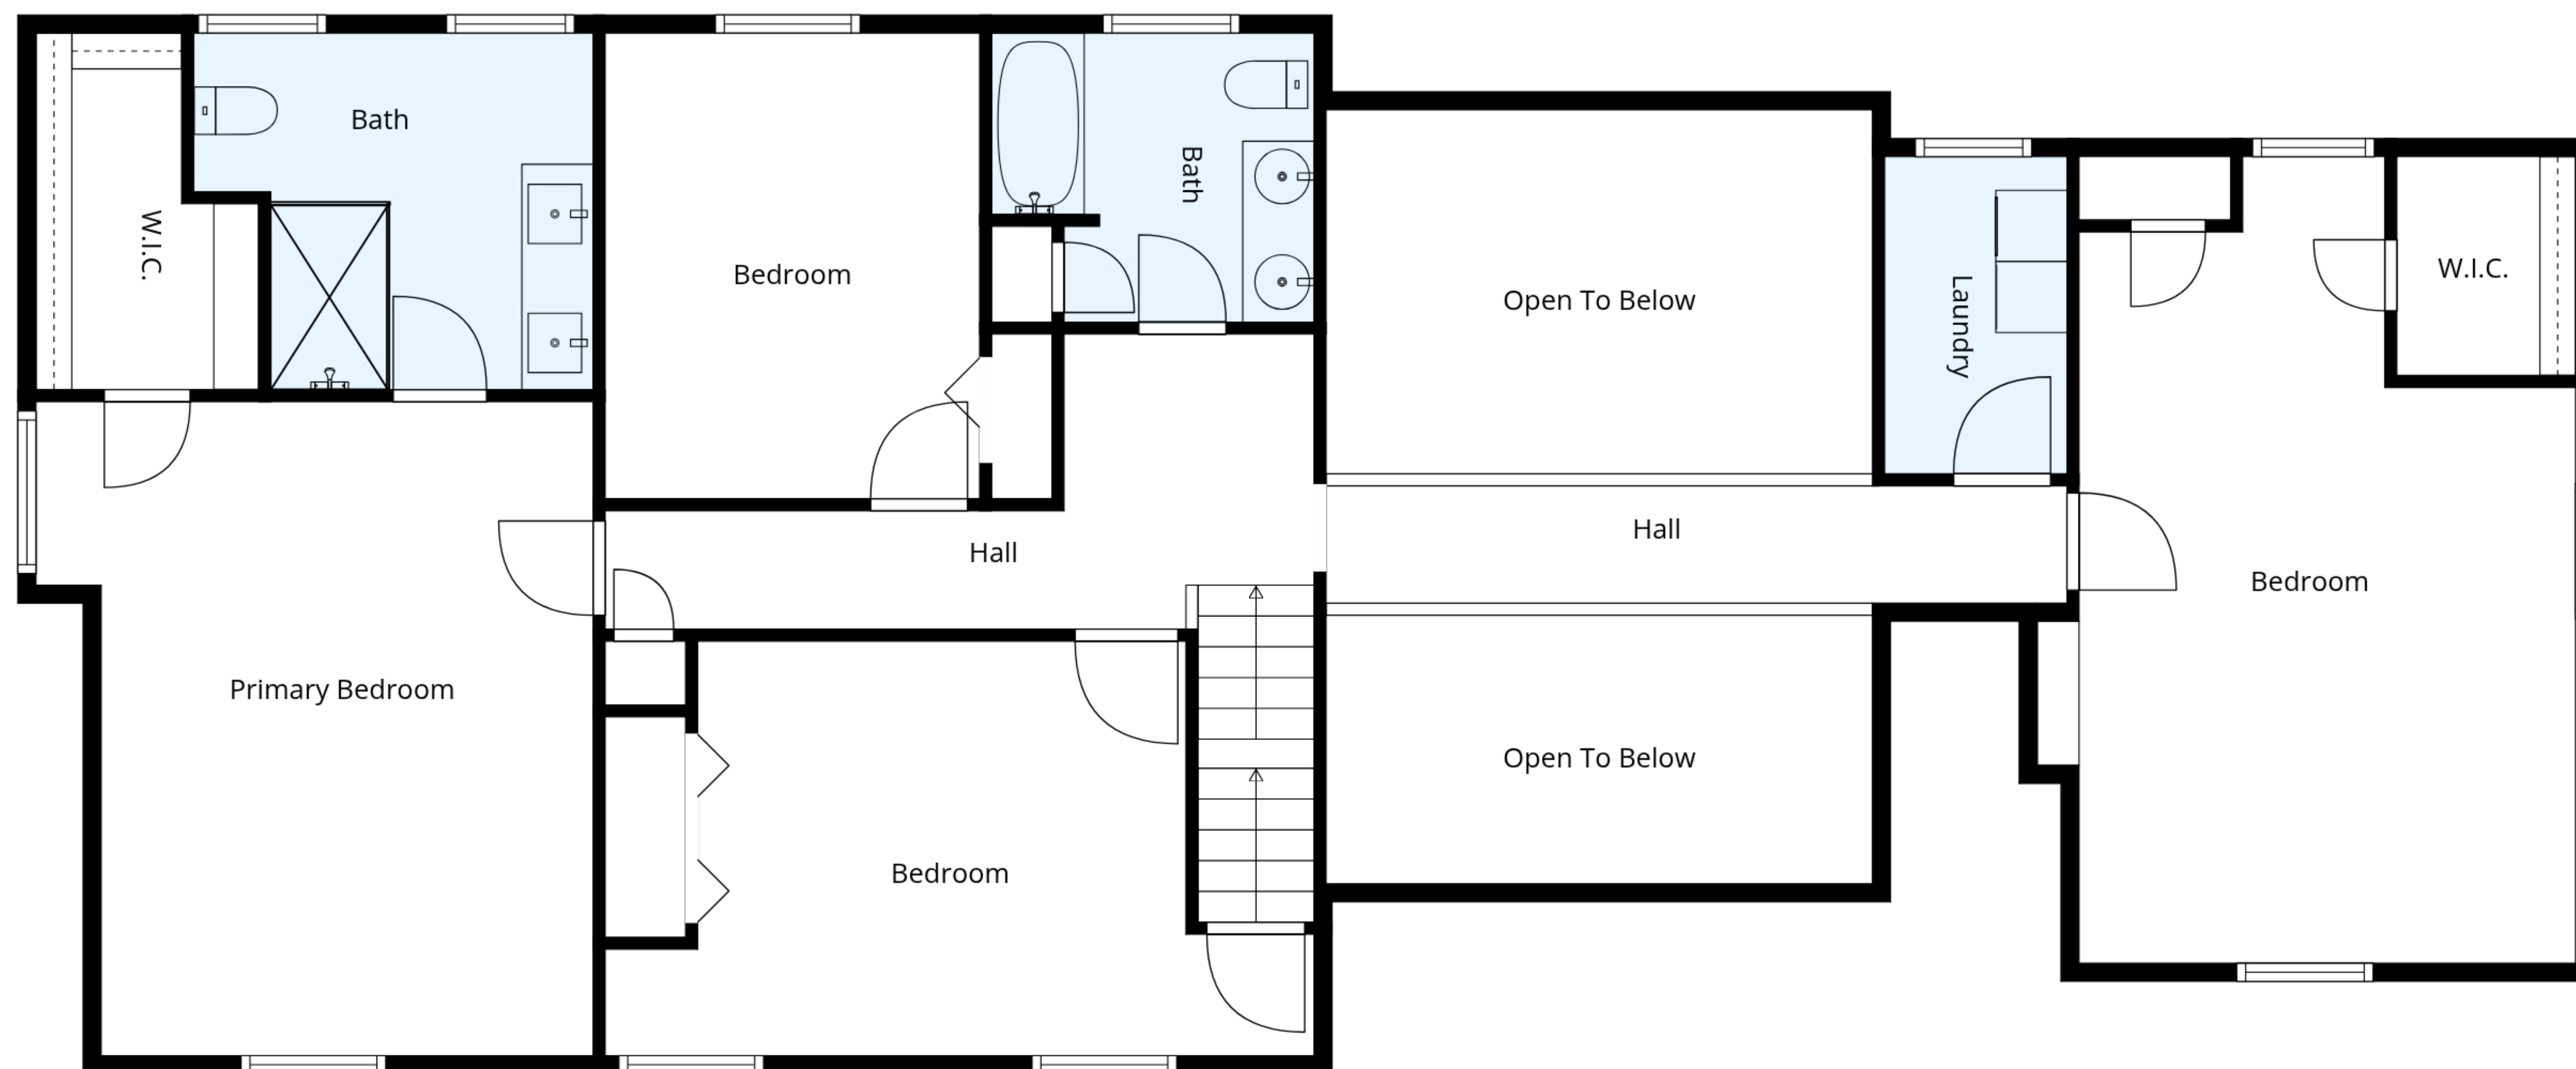 Bath
W.I.C.
Bedroom
Bath
Open To Below
Laundry
W.I.C.
Hall
Hall
Primary Bedroom
Bedroom
Open To Below
Bedroom